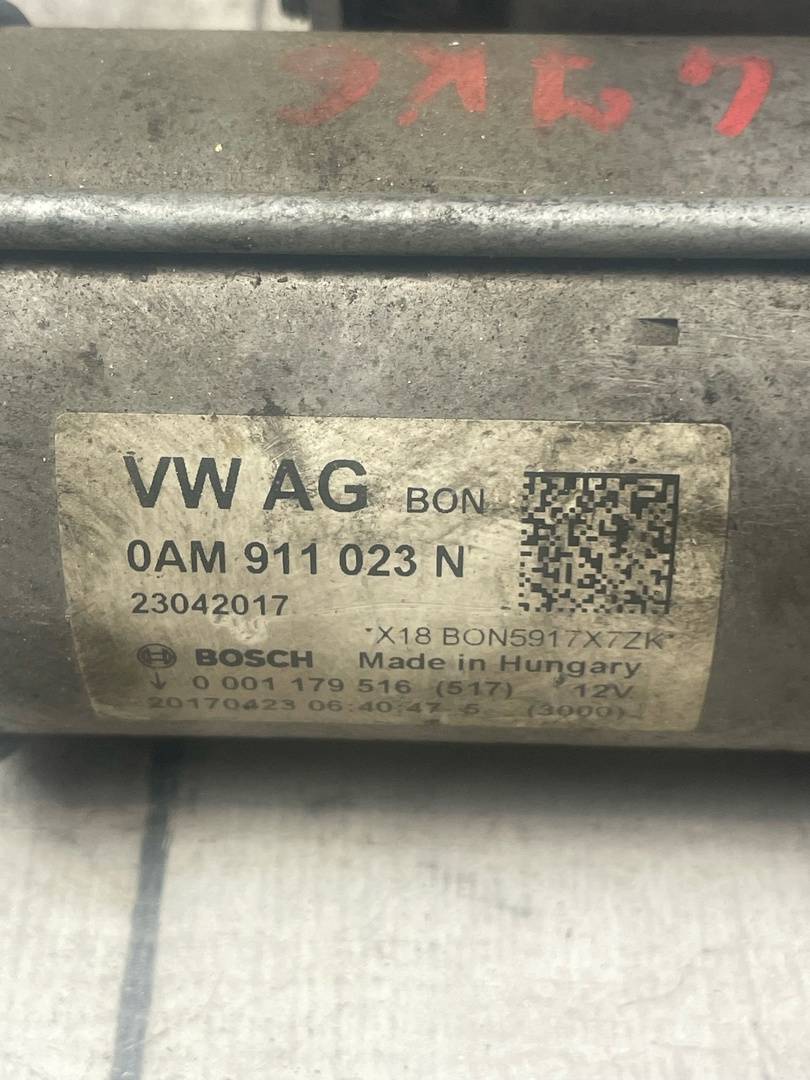 VW AG BON
0AM 911 023 N
23042017
*X18 BON5917X7ZK*
BOSCH Made in Hungary
↓ 0 001 179 516 (517) 12V
20170423 06:40:47 5 (3000)